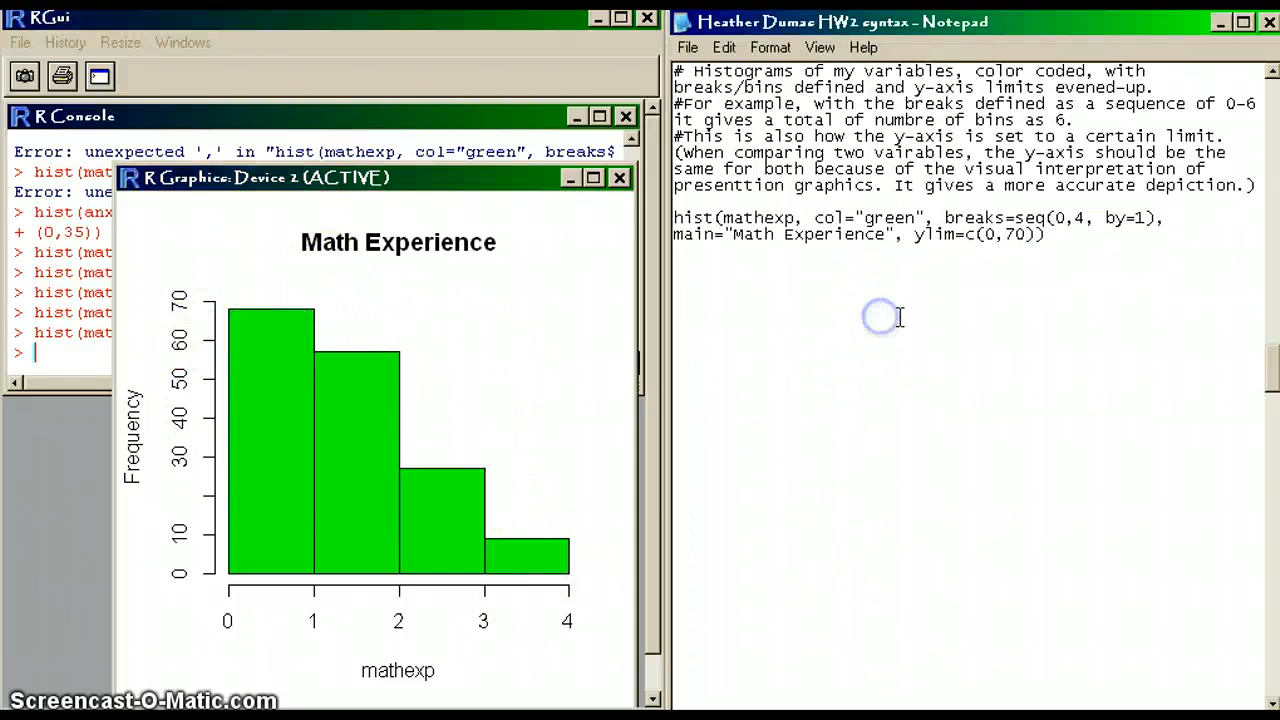 RGui
File History Resize Windows
R Console
Error: unexpected ',' in "hist(mathexp, col="green", breaks$
> hist(mat
Error: une
> hist(anx
+ (0,35))
> hist(mat
> hist(mat
> hist(mat
> hist(mat
> hist(mat
>
R Graphics: Device 2 (ACTIVE)
Math Experience
Frequency
70
60
50
40
30
10
0
0 1 2 3 4
mathexp
Heather Dumas HW2 syntax - Notepad
File Edit Format View Help
# Histograms of my variables, color coded, with
breaks/bins defined and y-axis limits evened-up.
#For example, with the breaks defined as a sequence of 0-6
it gives a total of numbre of bins as 6.
#This is also how the y-axis is set to a certain limit.
(When comparing two vairables, the y-axis should be the
same for both because of the visual interpretation of
presenttion graphics. It gives a more accurate depiction.)
hist(mathexp, col="green", breaks=seq(0,4, by=1),
main="Math Experience", ylim=c(0,70))
Screencast-O-Matic.com